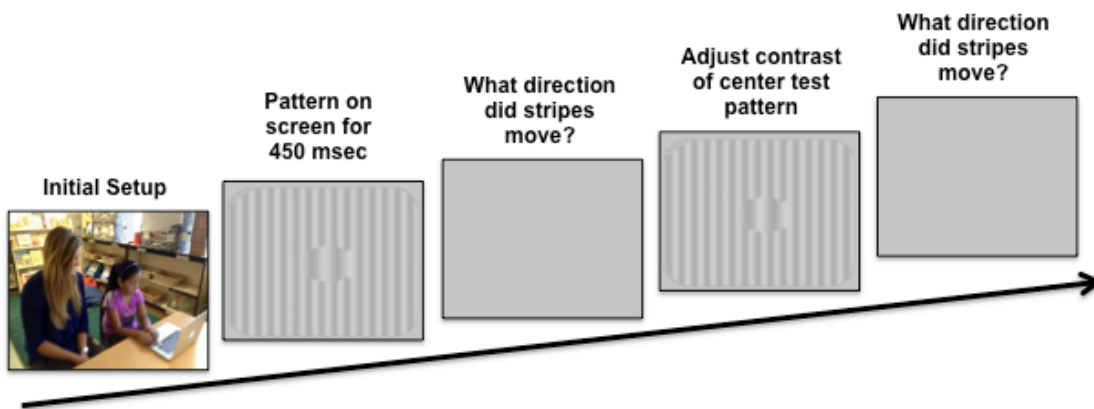 Initial Setup
Pattern on
screen for
450 msec
What direction
did stripes
move?
Adjust contrast
of center test
pattern
What direction
did stripes
move?